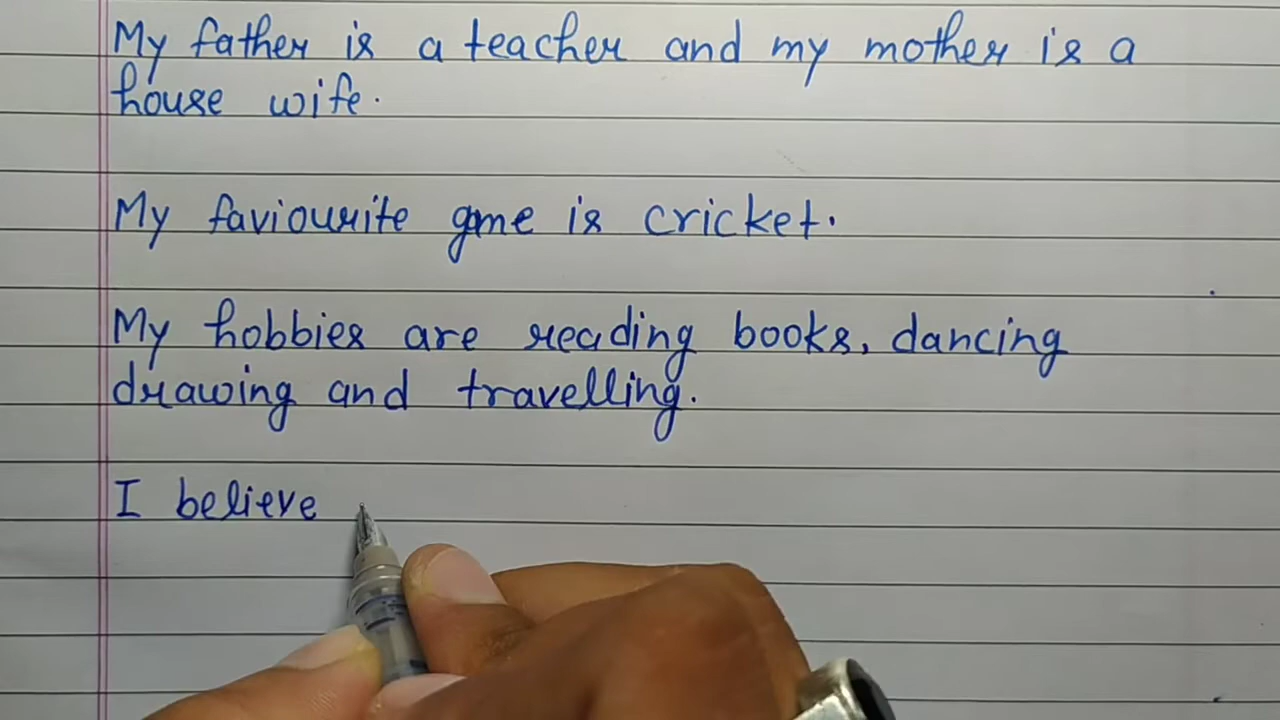 My father is a teacher and my mother is a
house wife.
My faviourite gme is cricket.
My hobbies are reading books, dancing
drawing and travelling.
I believe